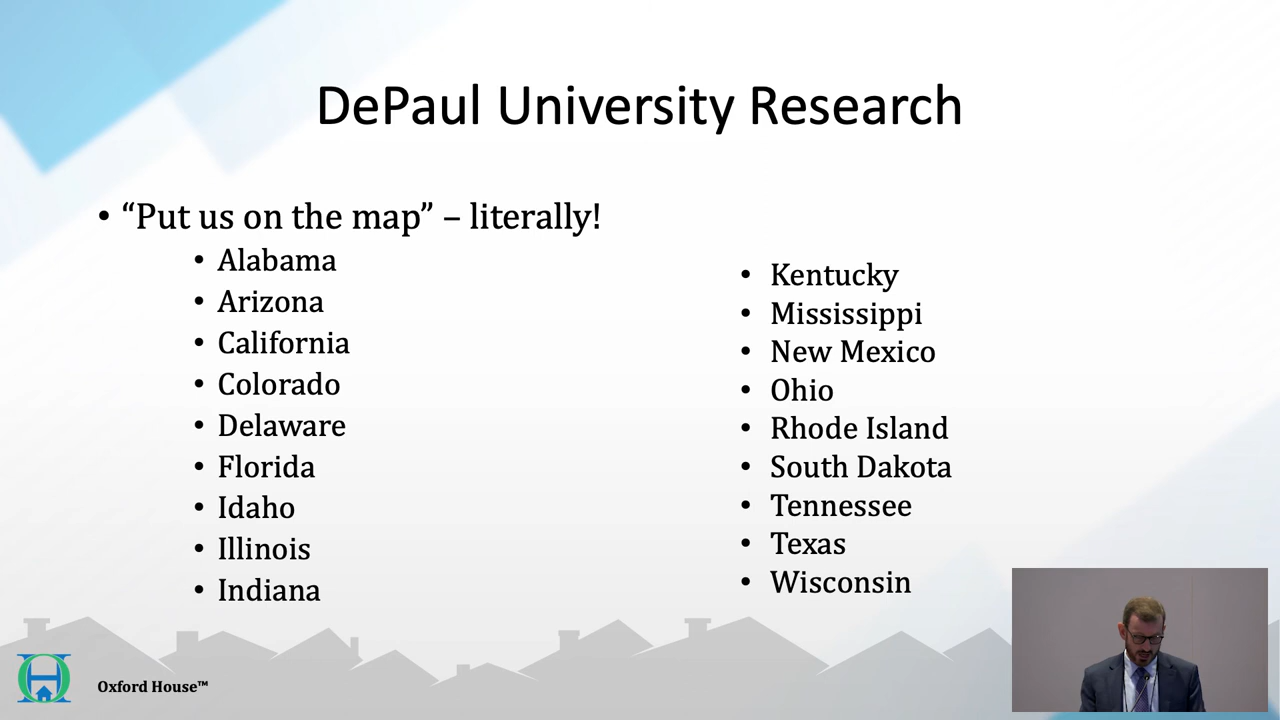 DePaul University Research
• “Put us on the map” – literally!
• Alabama
• Arizona
• California
• Colorado
• Delaware
• Florida
• Idaho
• Illinois
• Indiana
• Kentucky
• Mississippi
• New Mexico
• Ohio
• Rhode Island
• South Dakota
• Tennessee
• Texas
• Wisconsin
Oxford House™